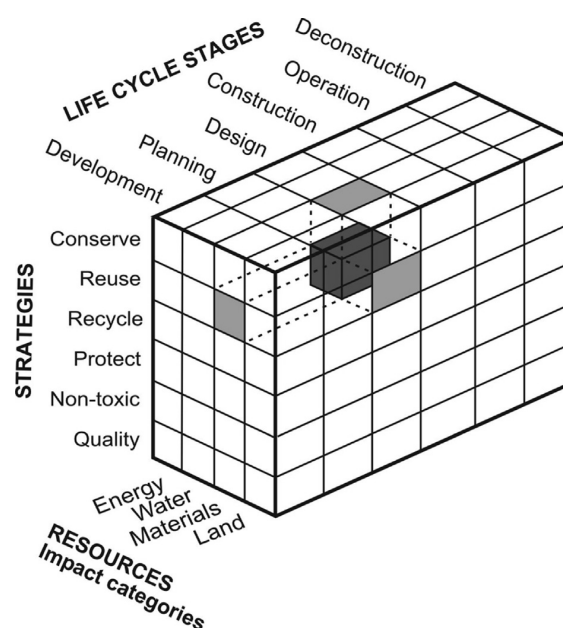 LIFE CYCLE STAGES
Development
Planning
Design
Construction
Operation
Deconstruction
STRATEGIES
Conserve
Reuse
Recycle
Protect
Non-toxic
Quality
Energy
Water
Materials
Land
RESOURCES
Impact categories